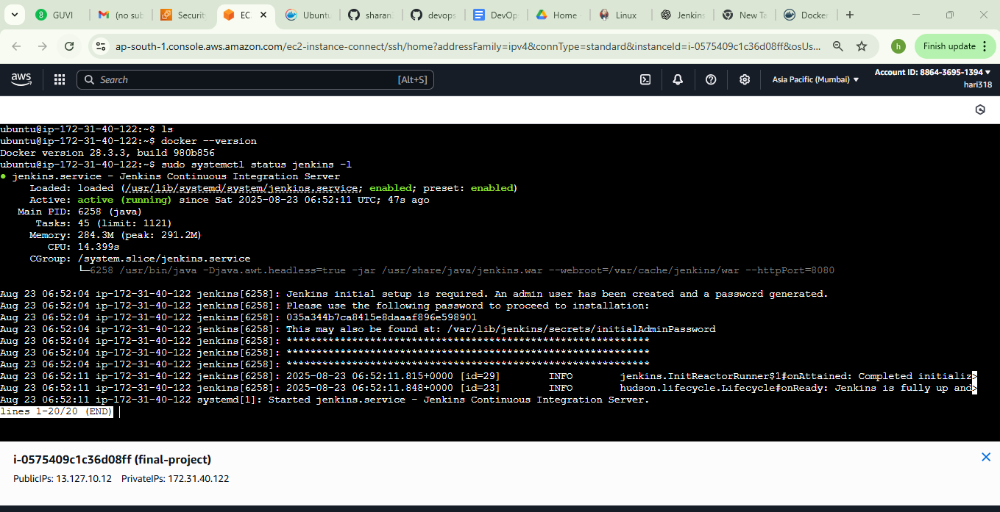 GUVI
(no sub
Securit
EC
Ubuntu
sharan
devops
DevOp
Home
Linux
Jenkins
New Ta
Docke
ap-south-1.console.aws.amazon.com/ec2-instance-connect/ssh/home?addressFamily=ipv4&connType=standard&instanceId=i-0575409c1c36d08ff&osUs...
h
Finish update
aws
Search
[Alt+S]
Asia Pacific (Mumbai)
Account ID: 8864-3695-1394
hari318
ubuntu@ip-172-31-40-122:~$ ls
ubuntu@ip-172-31-40-122:~$ docker --version
Docker version 28.3.3, build 980b856
ubuntu@ip-172-31-40-122:~$ sudo systemctl status jenkins -l
● jenkins.service - Jenkins Continuous Integration Server
Loaded: loaded (/usr/lib/systemd/system/jenkins.service; enabled; preset: enabled)
Active: active (running) since Sat 2025-08-23 06:52:11 UTC; 47s ago
Main PID: 6258 (java)
Tasks: 45 (limit: 1121)
Memory: 284.3M (peak: 291.2M)
CPU: 14.399s
CGroup: /system.slice/jenkins.service
└─6258 /usr/bin/java -Djava.awt.headless=true -jar /usr/share/java/jenkins.war --webroot=/var/cache/jenkins/war --httpPort=8080
Aug 23 06:52:04 ip-172-31-40-122 jenkins[6258]: Jenkins initial setup is required. An admin user has been created and a password generated.
Aug 23 06:52:04 ip-172-31-40-122 jenkins[6258]: Please use the following password to proceed to installation:
Aug 23 06:52:04 ip-172-31-40-122 jenkins[6258]: 035a344b7ca8415e8daaaf896e598901
Aug 23 06:52:04 ip-172-31-40-122 jenkins[6258]: This may also be found at: /var/lib/jenkins/secrets/initialAdminPassword
Aug 23 06:52:04 ip-172-31-40-122 jenkins[6258]: *************************************************************
Aug 23 06:52:04 ip-172-31-40-122 jenkins[6258]: *************************************************************
Aug 23 06:52:04 ip-172-31-40-122 jenkins[6258]: *************************************************************
Aug 23 06:52:11 ip-172-31-40-122 jenkins[6258]: 2025-08-23 06:52:11.815+0000 [id=29] INFO jenkins.InitReactorRunner$1#onAttained: Completed initializ>
Aug 23 06:52:11 ip-172-31-40-122 jenkins[6258]: 2025-08-23 06:52:11.848+0000 [id=23] INFO hudson.lifecycle.Lifecycle#onReady: Jenkins is fully up and>
Aug 23 06:52:11 ip-172-31-40-122 systemd[1]: Started jenkins.service - Jenkins Continuous Integration Server.
lines 1-20/20 (END)
i-0575409c1c36d08ff (final-project)
PublicIPs: 13.127.10.12 PrivateIPs: 172.31.40.122